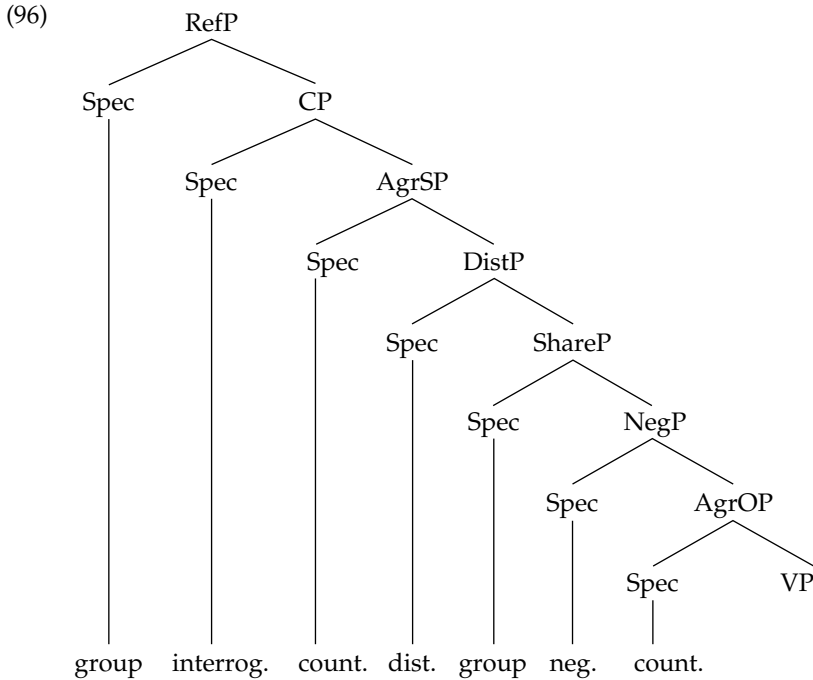 (96)
RefP
Spec CP
Spec AgrSP
Spec DistP
Spec ShareP
Spec NegP
Spec AgrOP
Spec VP
group interrog. count. dist. group neg. count.